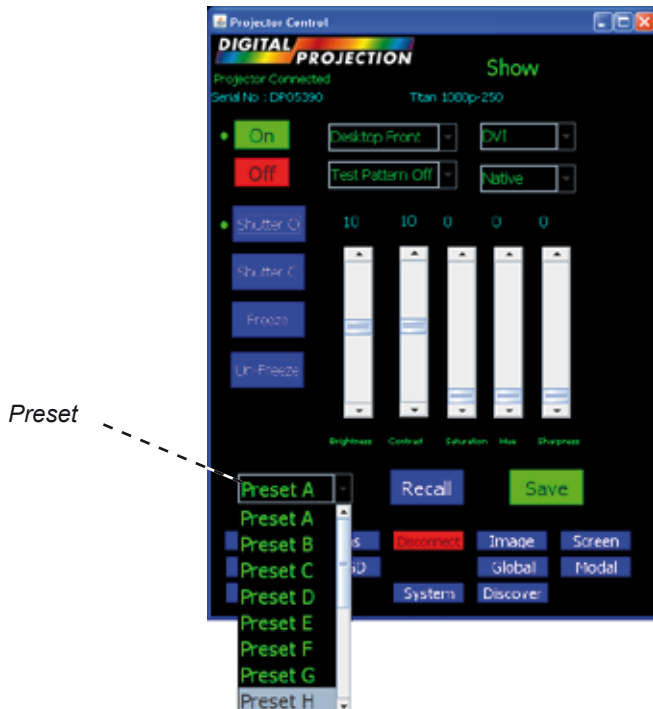 Projector Control
DIGITAL
PROJECTION
Show
Projector Connected
Serial No : DP05390 Titan 1080p-250
On Desktop Front DVI
Off Test Pattern Off Native
Shutter O 10 10 0 0 0
Shutter C
Freeze
Un-Freeze
Preset
Brightness Contrast Saturation Hue Sharpness
Preset A Recall Save
Preset A
Preset B Disconnect Image Screen
Preset C Global Modal
Preset D System Discover
Preset E
Preset F
Preset G
Preset H